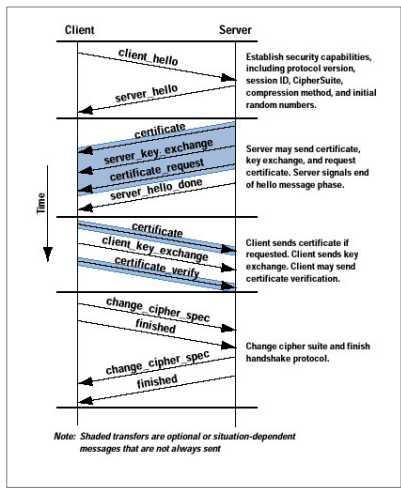 Client Server
client_hello
Establish security capabilities,
including protocol version,
session ID, CipherSuite,
compression method, and initial
random numbers.
server_hello
certificate
server_key_exchange
certificate_request
server_hello_done
Server may send certificate,
key exchange, and request
certificate. Server signals end
of hello message phase.
Time
certificate
client_key_exchange
certificate_verify
Client sends certificate if
requested. Client sends key
exchange. Client may send
certificate verification.
change_cipher_spec
finished
change_cipher_spec
finished
Change cipher suite and finish
handshake protocol.
Note: Shaded transfers are optional or situation-dependent
messages that are not always sent